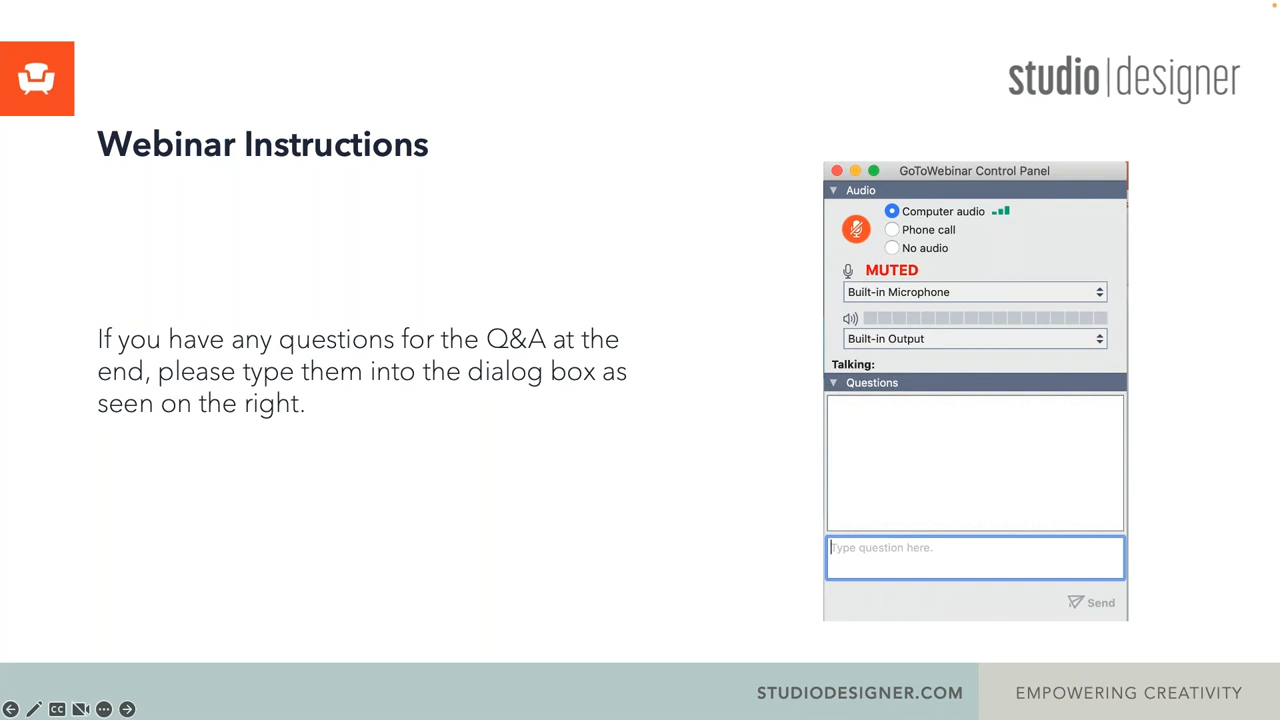 studio|designer
Webinar Instructions
If you have any questions for the Q&A at the
end, please type them into the dialog box as
seen on the right.
GoToWebinar Control Panel
Audio
Computer audio
Phone call
No audio
MUTED
Built-in Microphone
Built-in Output
Talking:
Questions
Type question here.
Send
STUDIODESIGNER.COM
EMPOWERING CREATIVITY
CC